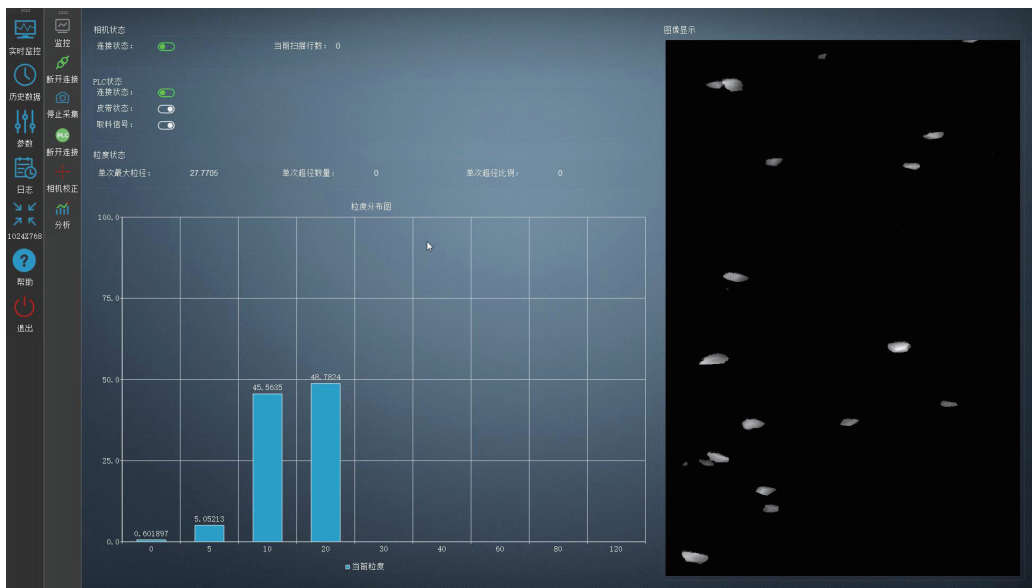 实时监控
历史数据
参数
日志
1024X768
帮助
退出
监控
断开连接
停止采集
PLC
断开连接
相机校正
分析
相机状态
连接状态： 当前扫描行数： 0
PLC状态
连接状态：
皮带状态：
取料信号：
粒度状态
单次最大粒径： 27.7705 单次超径数量： 0 单次超径比例： 0
粒度分布图
100.0
75.0
50.0
25.0
0.0
0.601897
5.05213
45.5635
48.7824
0 5 10 20 30 40 60 80 120
当前粒度
图像显示